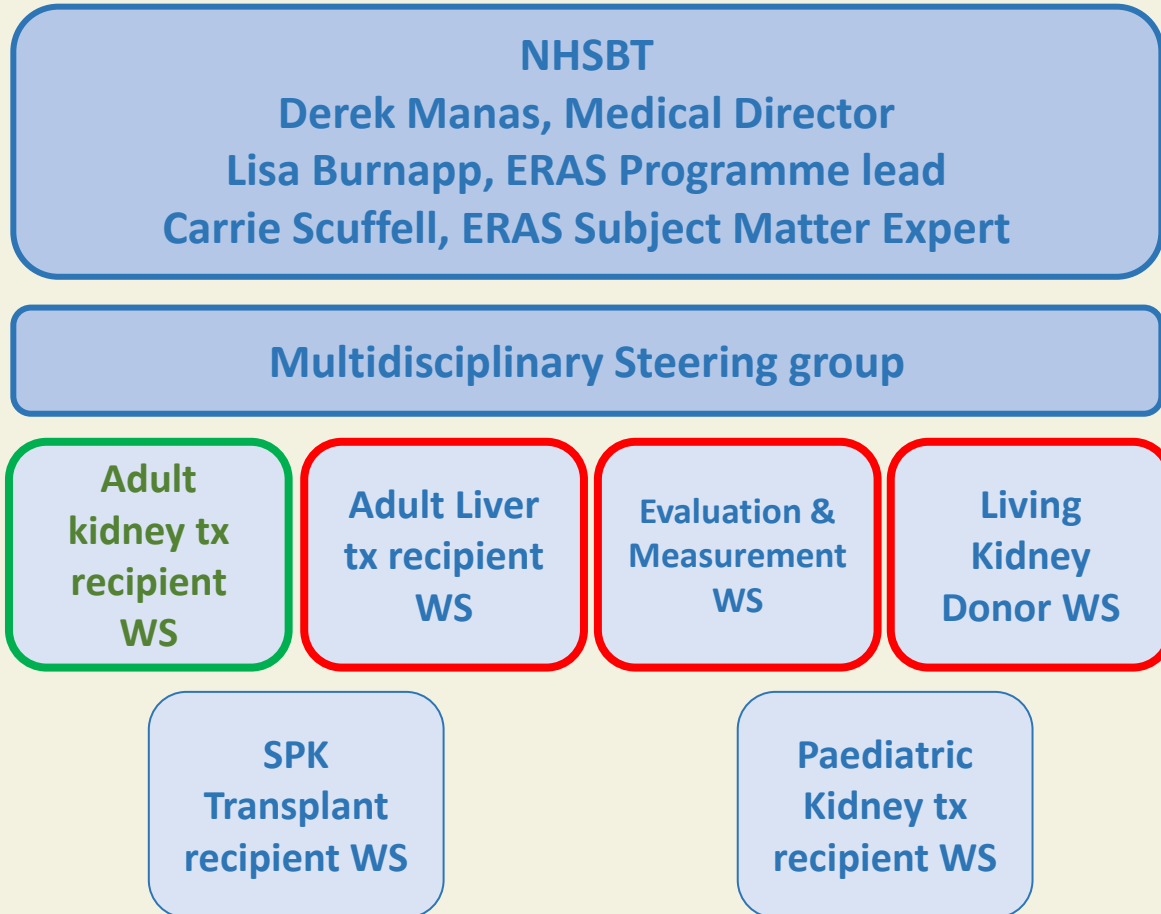 NHSBT
Derek Manas, Medical Director
Lisa Burnapp, ERAS Programme lead
Carrie Scuffell, ERAS Subject Matter Expert
Multidisciplinary Steering group
Adult
kidney tx
recipient
WS
Adult Liver
tx recipient
WS
Evaluation &
Measurement
WS
Living
Kidney
Donor WS
SPK
Transplant
recipient WS
Paediatric
Kidney tx
recipient WS